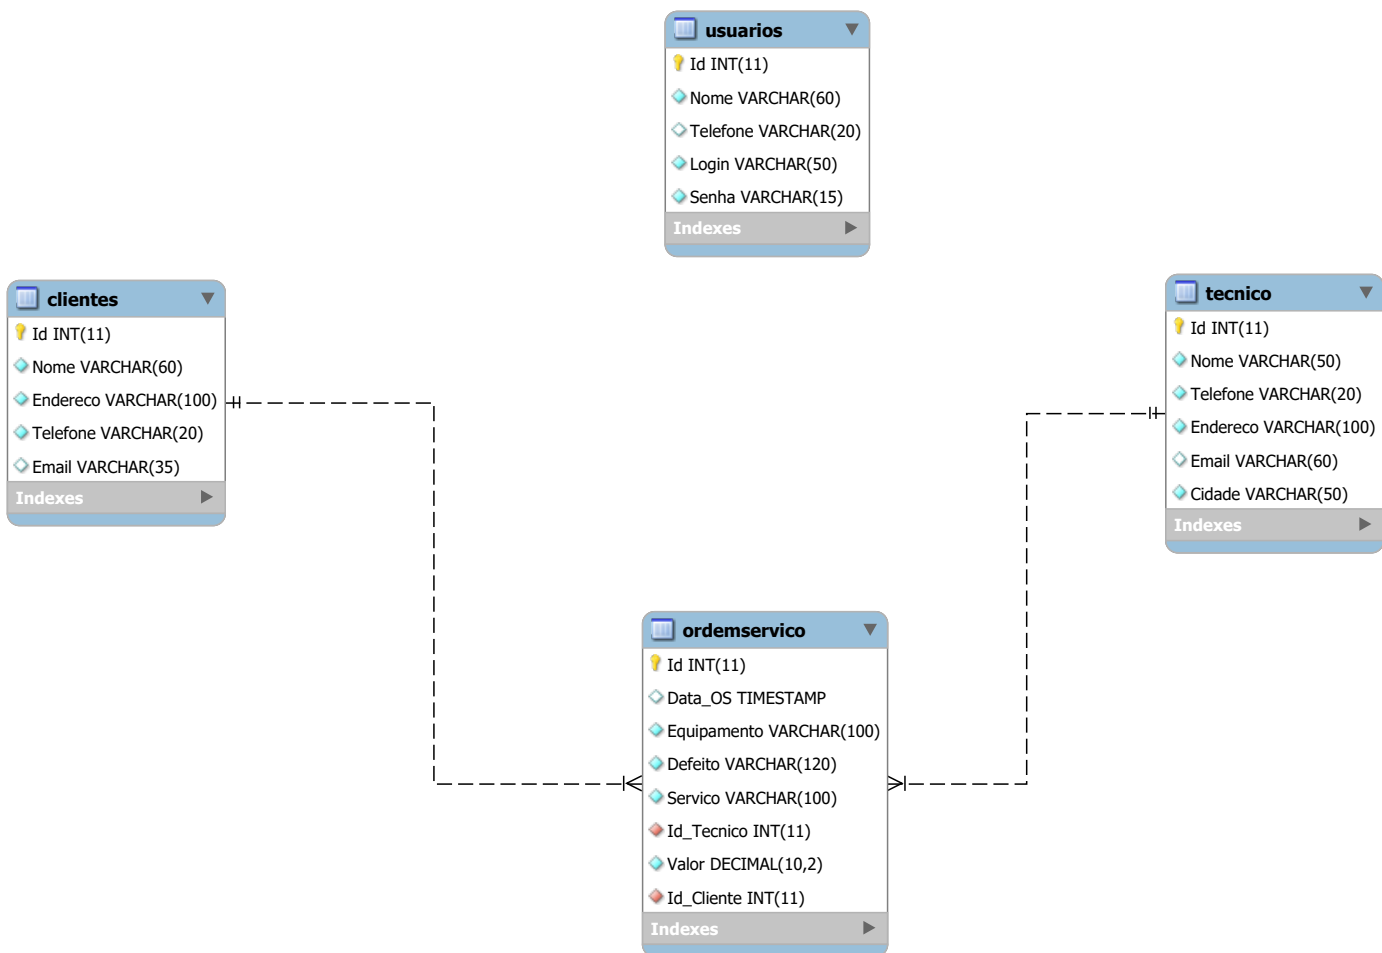 usuarios
Id INT(11)
Nome VARCHAR(60)
Telefone VARCHAR(20)
Login VARCHAR(50)
Senha VARCHAR(15)
Indexes
clientes
Id INT(11)
Nome VARCHAR(60)
Endereco VARCHAR(100)
Telefone VARCHAR(20)
Email VARCHAR(35)
Indexes
tecnico
Id INT(11)
Nome VARCHAR(50)
Telefone VARCHAR(20)
Endereco VARCHAR(100)
Email VARCHAR(60)
Cidade VARCHAR(50)
Indexes
ordemservico
Id INT(11)
Data_OS TIMESTAMP
Equipamento VARCHAR(100)
Defeito VARCHAR(120)
Servico VARCHAR(100)
Id_Tecnico INT(11)
Valor DECIMAL(10,2)
Id_Cliente INT(11)
Indexes